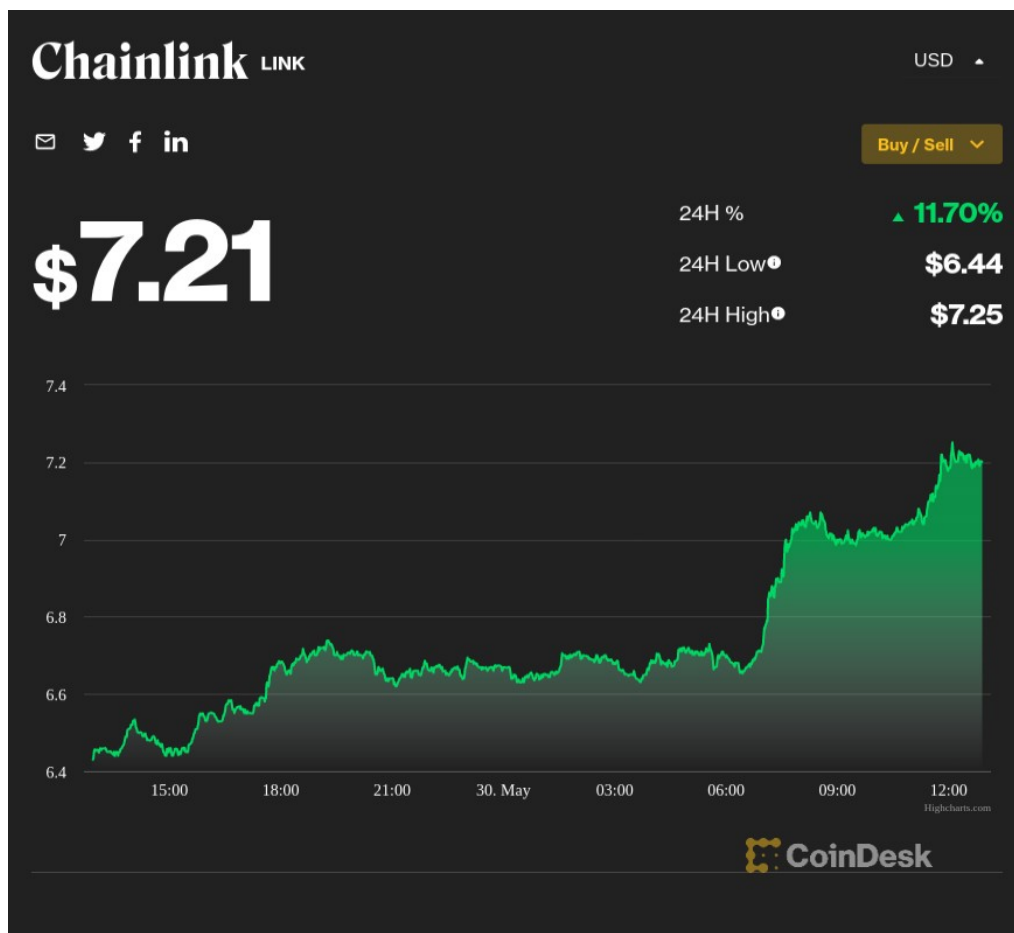 Chainlink LINK
USD
in
Buy / Sell
$7.21
24H % 11.70%
24H Low $6.44
24H High $7.25
7.4
7.2
7
6.8
6.6
6.4
15:00 18:00 21:00 30. May 03:00 06:00 09:00 12:00
Highcharts.com
CoinDesk